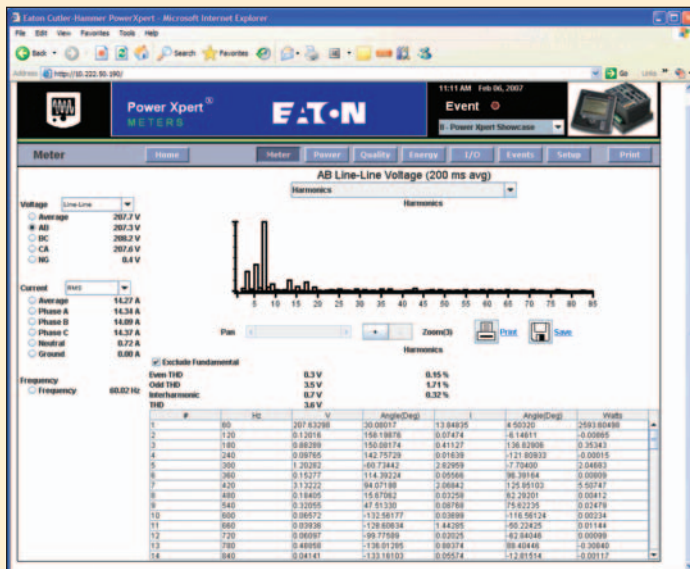 Eaton Cutler-Hammer PowerXpert - Microsoft Internet Explorer
File Edit View Favorites Tools Help
Back Search Favorites
Address http://10.222.50.190/ Go Links
Power Xpert®
METERS
EATON
11:11 AM Feb 06, 2007
Event
0 - Power Xpert Showcase
Meter Home Meter Power Quality Energy I/O Events Setup Print
AB Line-Line Voltage (200 ms avg)
Harmonics
Harmonics
Voltage Line-Line
Average 207.7 V
AB 207.3 V
BC 208.2 V
CA 207.6 V
NG 0.4 V
Current RMS
Average 14.27 A
Phase A 14.34 A
Phase B 14.09 A
Phase C 14.37 A
Neutral 0.72 A
Ground 0.00 A
Frequency
Frequency 60.02 Hz
5 10 15 20 25 30 35 40 45 50 55 60 65 70 75 80 85
Pan + - Zoom(3) Print Save
Harmonics
Exclude Fundamental
Even THD 0.3 V 0.15 %
Odd THD 3.5 V 1.71 %
Interharmonic 0.7 V 0.32 %
THD 3.6 V
# Hz V Angle(Deg) I Angle(Deg) Watts
1 60 207.63298 30.08017 13.84835 4.50320 2593.60498
2 120 0.12016 158.19876 0.07474 -6.14611 -0.00665
3 180 0.88289 150.08174 0.41127 136.82906 0.35343
4 240 0.09765 142.75729 0.01639 -121.80933 -0.00015
5 300 1.20282 -60.73442 2.82959 -7.70400 2.04683
6 360 0.15277 114.39224 0.05566 96.39164 0.00809
7 420 3.13222 94.07188 2.06842 125.85103 5.50747
8 480 0.18405 15.67062 0.03259 62.29201 0.00412
9 540 0.32055 47.51330 0.08768 75.62235 0.02479
10 600 0.06572 -132.56177 0.03699 -116.56124 0.00234
11 660 0.03936 -128.60634 1.44285 -50.22425 0.01144
12 720 0.06097 -99.77589 0.02025 -62.84046 0.00099
13 780 0.48858 -136.01285 0.88374 88.40446 -0.30840
14 840 0.04141 -133.18103 0.05574 -12.81514 -0.00117